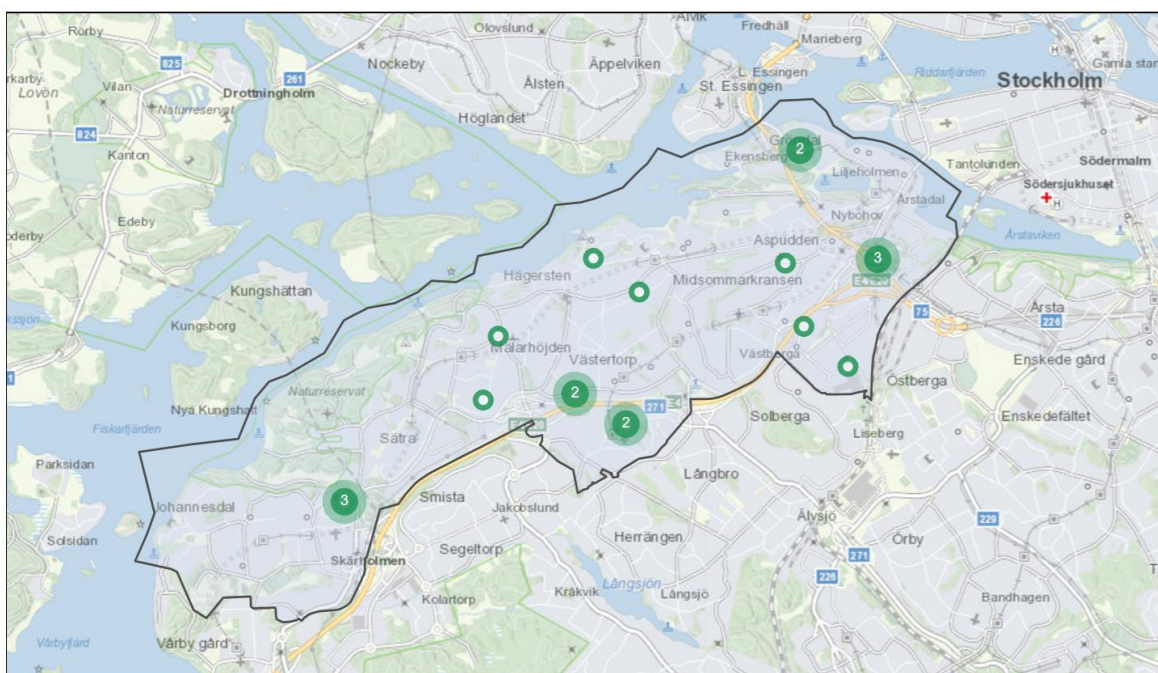 Rörby
Olovslund
Alvik
Fredhäll
Marieberg
825
Nockeby
Äppelviken
L. Essingen
H
Gamla stan
Lovön
Vilan
261
Drottningholm
Ålsten
St. Essingen
Riddarfjärden
Stockholm
Naturreservat
Höglandet
824
Kanton
Gröndal
2
Ekensberg
Liljeholmen
Tantolunden
Södermalm
Södersjukhuset
H
Edeby
Nybohov
Årstadal
Årstaviken
Aspudden
3
Hägersten
Midsommarkransen
E4 E20
Kungshättan
Årsta
75
226
Kungsborg
Mälarhöjden
Västertorp
Västberga
Enskede gård
Naturreservat
Östberga
2
271
E4
Nya Kungshatt
Solberga
Enskedefältet
Fiskarfjärden
2
Liseberg
Sätra
Parksidan
Långbro
3
Smista
Johannesdal
Jakobslund
Älvsjö
229
Solsidan
Herrängen
Örby
Segeltorp
271
Skärholmen
226
Långsjön
Kolartorp
Kråkvik
Långsjö
Bandhagen
Vårby gård
Vårbyfjärd